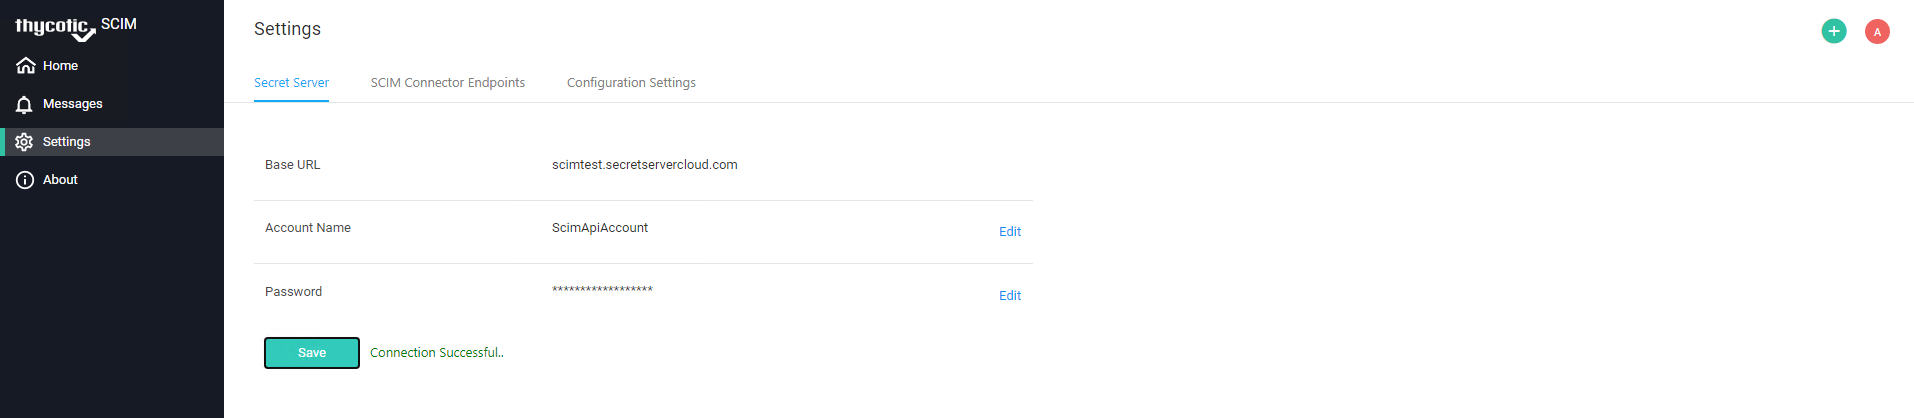 thycotic SCIM
Home
Messages
Settings
About
Settings
+
A
Secret Server SCIM Connector Endpoints Configuration Settings
Base URL scimtest.secretservercloud.com
Account Name ScimApiAccount Edit
Password ****************** Edit
Save Connection Successful..